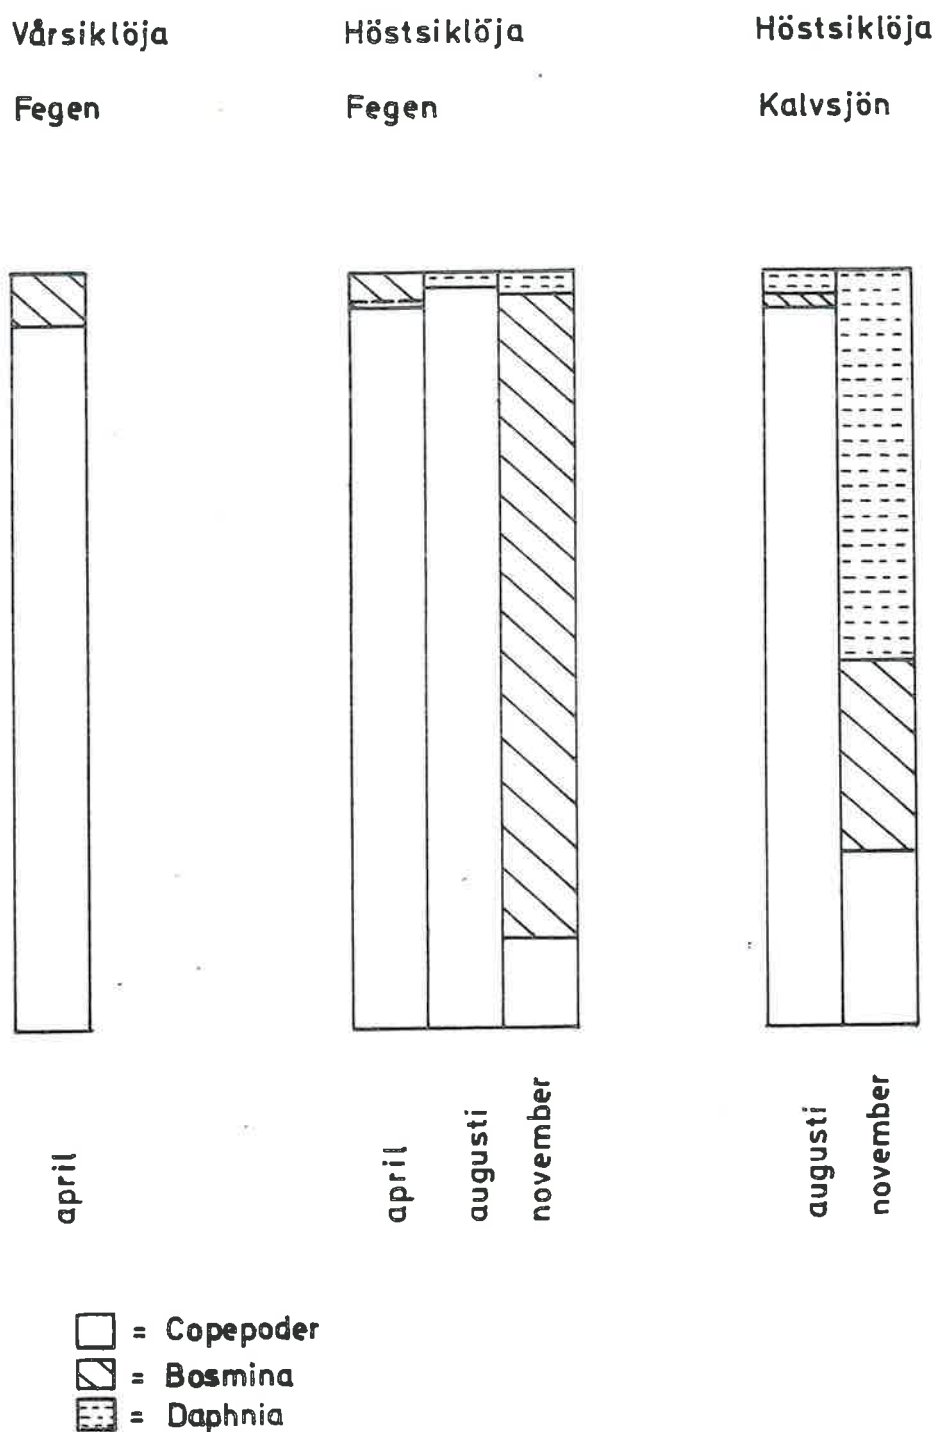 Vårsiklöja
Fegen
Höstsiklöja
Fegen
Höstsiklöja
Kalvsjön
april
april
augusti
november
augusti
november
= Copepoder
= Bosmina
= Daphnia